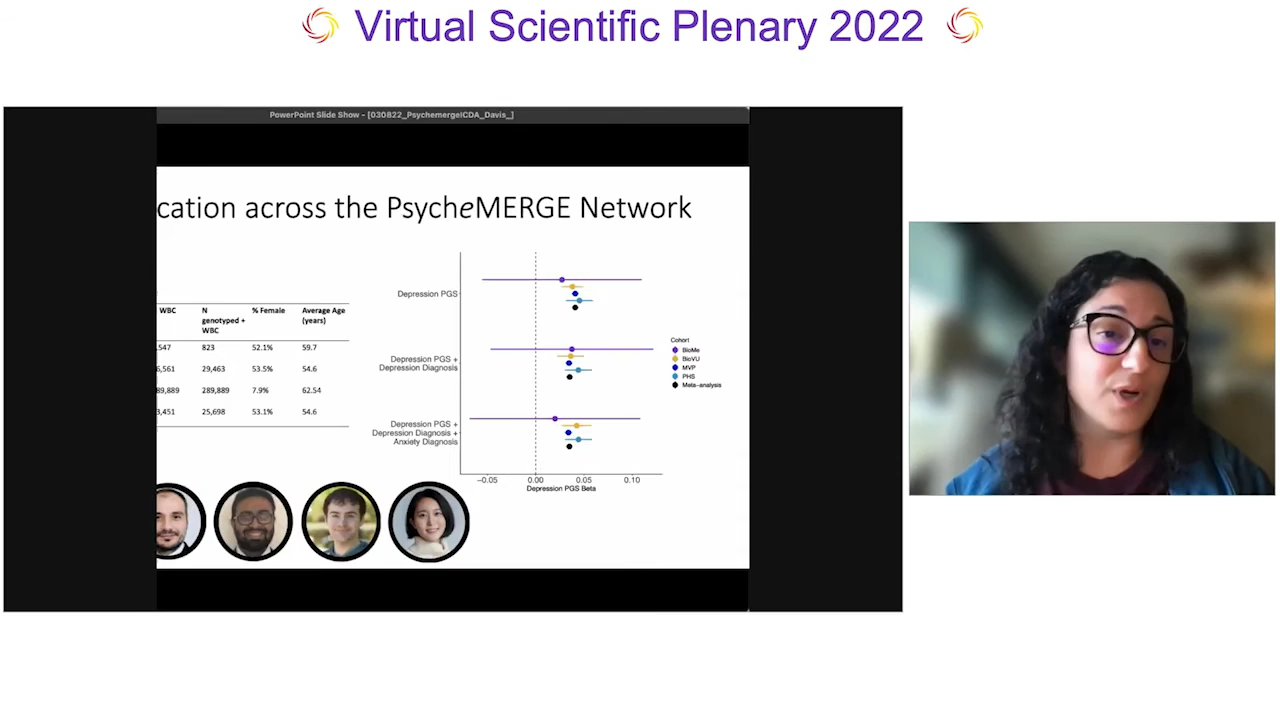 Virtual Scientific Plenary 2022
PowerPoint Slide Show - [030822_PsychemergeICDA_Davis_]
cation across the PsycheMERGE Network
WBC
N genotyped + WBC
% Female
Average Age (years)
,547 823 52.1% 59.7
6,561 29,463 53.5% 54.6
89,889 289,889 7.9% 62.54
3,451 25,698 53.1% 54.6
Depression PGS
Depression PGS +
Depression Diagnosis
Depression PGS +
Depression Diagnosis +
Anxiety Diagnosis
−0.05 0.00 0.05 0.10
Depression PGS Beta
Cohort
BioMe
BioVU
MVP
PHS
Meta-analysis